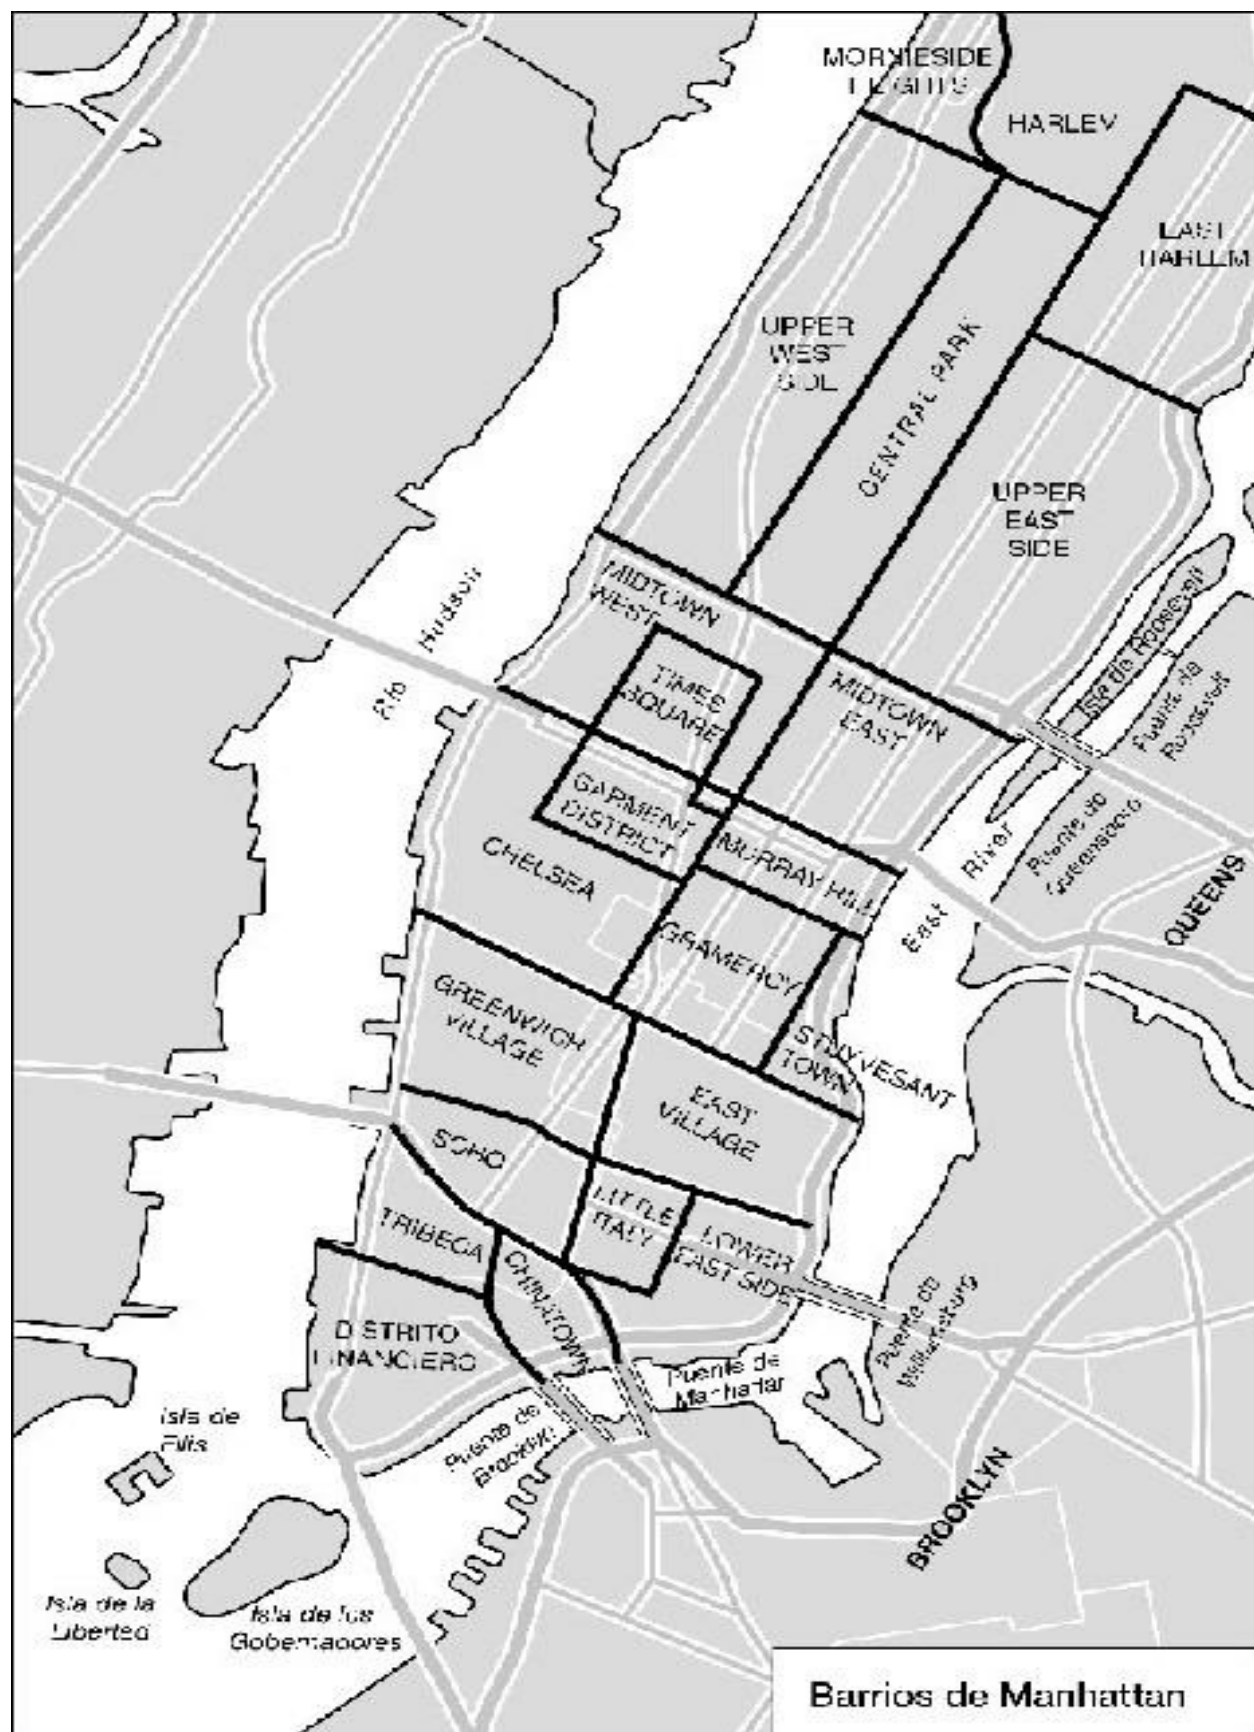 MORNIESIDE
HEIGHTS
HARLEM
EAST
HARLEM
UPPER
WEST
SIDE
CENTRAL PARK
UPPER
EAST
SIDE
MIDTOWN
WEST
Río Hudson
TIMES
SQUARE
MIDTOWN
EAST
Isla de Roosevelt
Puente de
Roosevelt
GARMENT
DISTRICT
MURRAY HILL
CHELSEA
East River
Puente de
Queensboro
QUEENS
GRAMERCY
GREENWICH
VILLAGE
STUYVESANT
TOWN
EAST
VILLAGE
SOHO
LITTLE
ITALY
TRIBECA
LOWER
EAST SIDE
CHINATOWN
DISTRITO
FINANCIERO
Puente de
Williamsburg
Puente de
Manhattan
Puente de
Brooklyn
Isla de
Ellis
BROOKLYN
Isla de la
Libertad
Isla de los
Gobernadores
Barrios de Manhattan